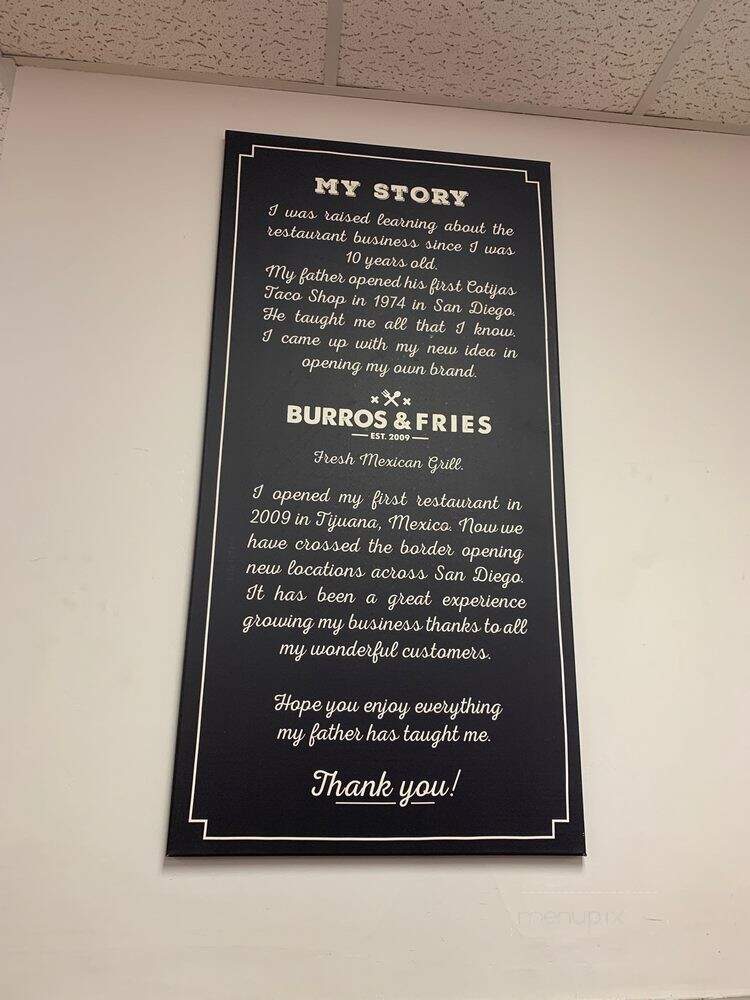 MY STORY
I was raised learning about the
restaurant business since I was
10 years old.
My father opened his first Cotijas
Taco Shop in 1974 in San Diego.
He taught me all that I know.
I came up with my new idea in
opening my own brand.
BURROS & FRIES
EST. 2009
Fresh Mexican Grill.
I opened my first restaurant in
2009 in Tijuana, Mexico. Now we
have crossed the border opening
new locations across San Diego.
It has been a great experience
growing my business thanks to all
my wonderful customers.
Hope you enjoy everything
my father has taught me.
Thank you!
menupix